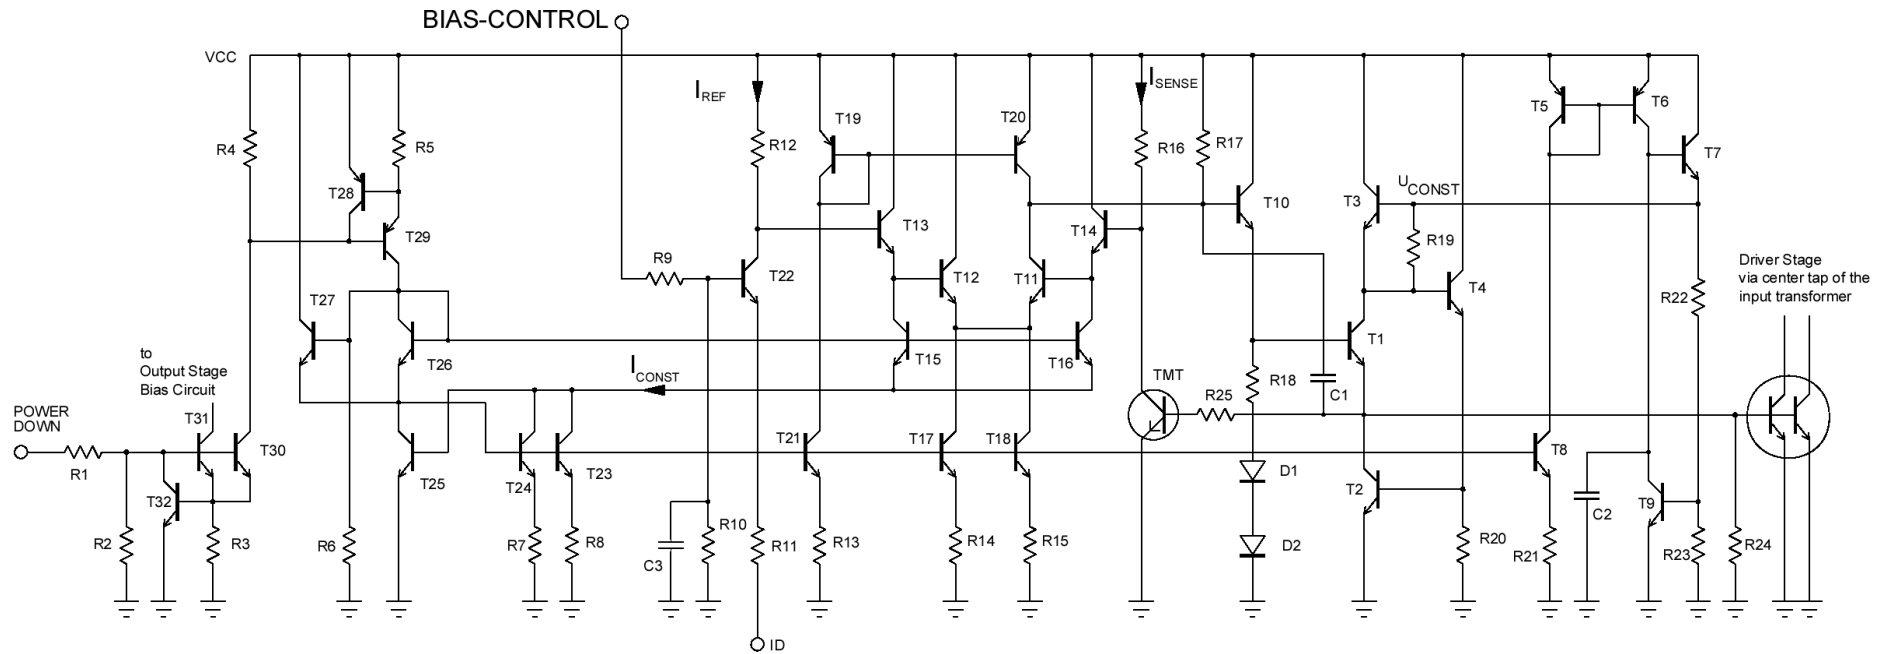 BIAS-CONTROL
VCC
I REF
I SENSE
T5
T6
T19
T20
R4
R5
R12
R16
R17
T7
T28
U CONST
T3
T10
T13
T14
T29
R19
R9
T22
T12
T11
T4
Driver Stage
via center tap of the
input transformer
R22
T27
T26
T15
T16
T1
to
Output Stage
Bias Circuit
I CONST
TMT
R25
R18
C1
POWER
DOWN
T31
T30
R1
T21
T17
T18
T8
D1
T25
T24
T23
T32
T2
T9
C2
R2
R3
R6
R7
R8
C3
R10
R11
R13
R14
R15
D2
R20
R21
R23
R24
ID